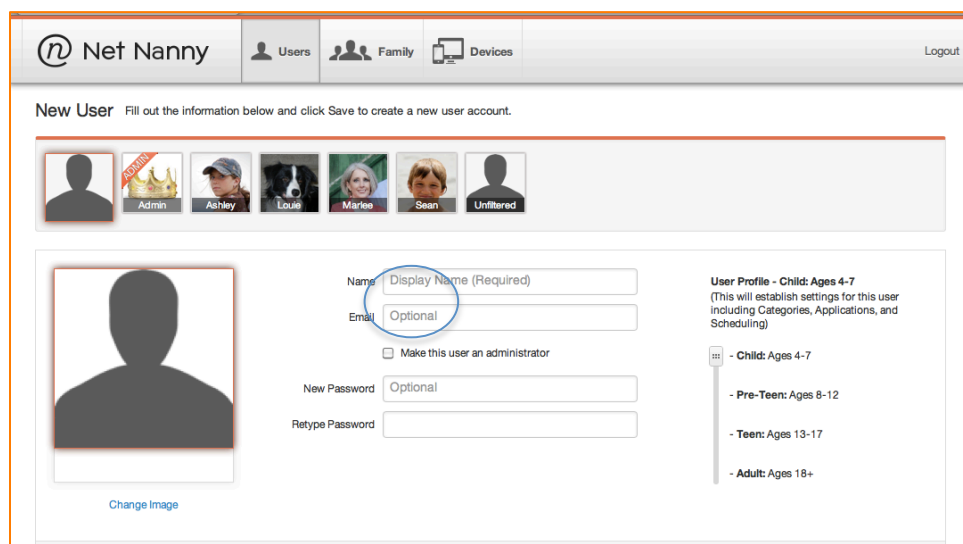 Net Nanny
Users
Family
Devices
Logout
New User Fill out the information below and click Save to create a new user account.
ADMIN
Admin
Ashley
Louie
Marlee
Sean
Unfiltered
Name Display Name (Required)
Email Optional
Make this user an administrator
New Password Optional
Retype Password
Change Image
User Profile - Child: Ages 4-7
(This will establish settings for this user
including Categories, Applications, and
Scheduling)
- Child: Ages 4-7
- Pre-Teen: Ages 8-12
- Teen: Ages 13-17
- Adult: Ages 18+